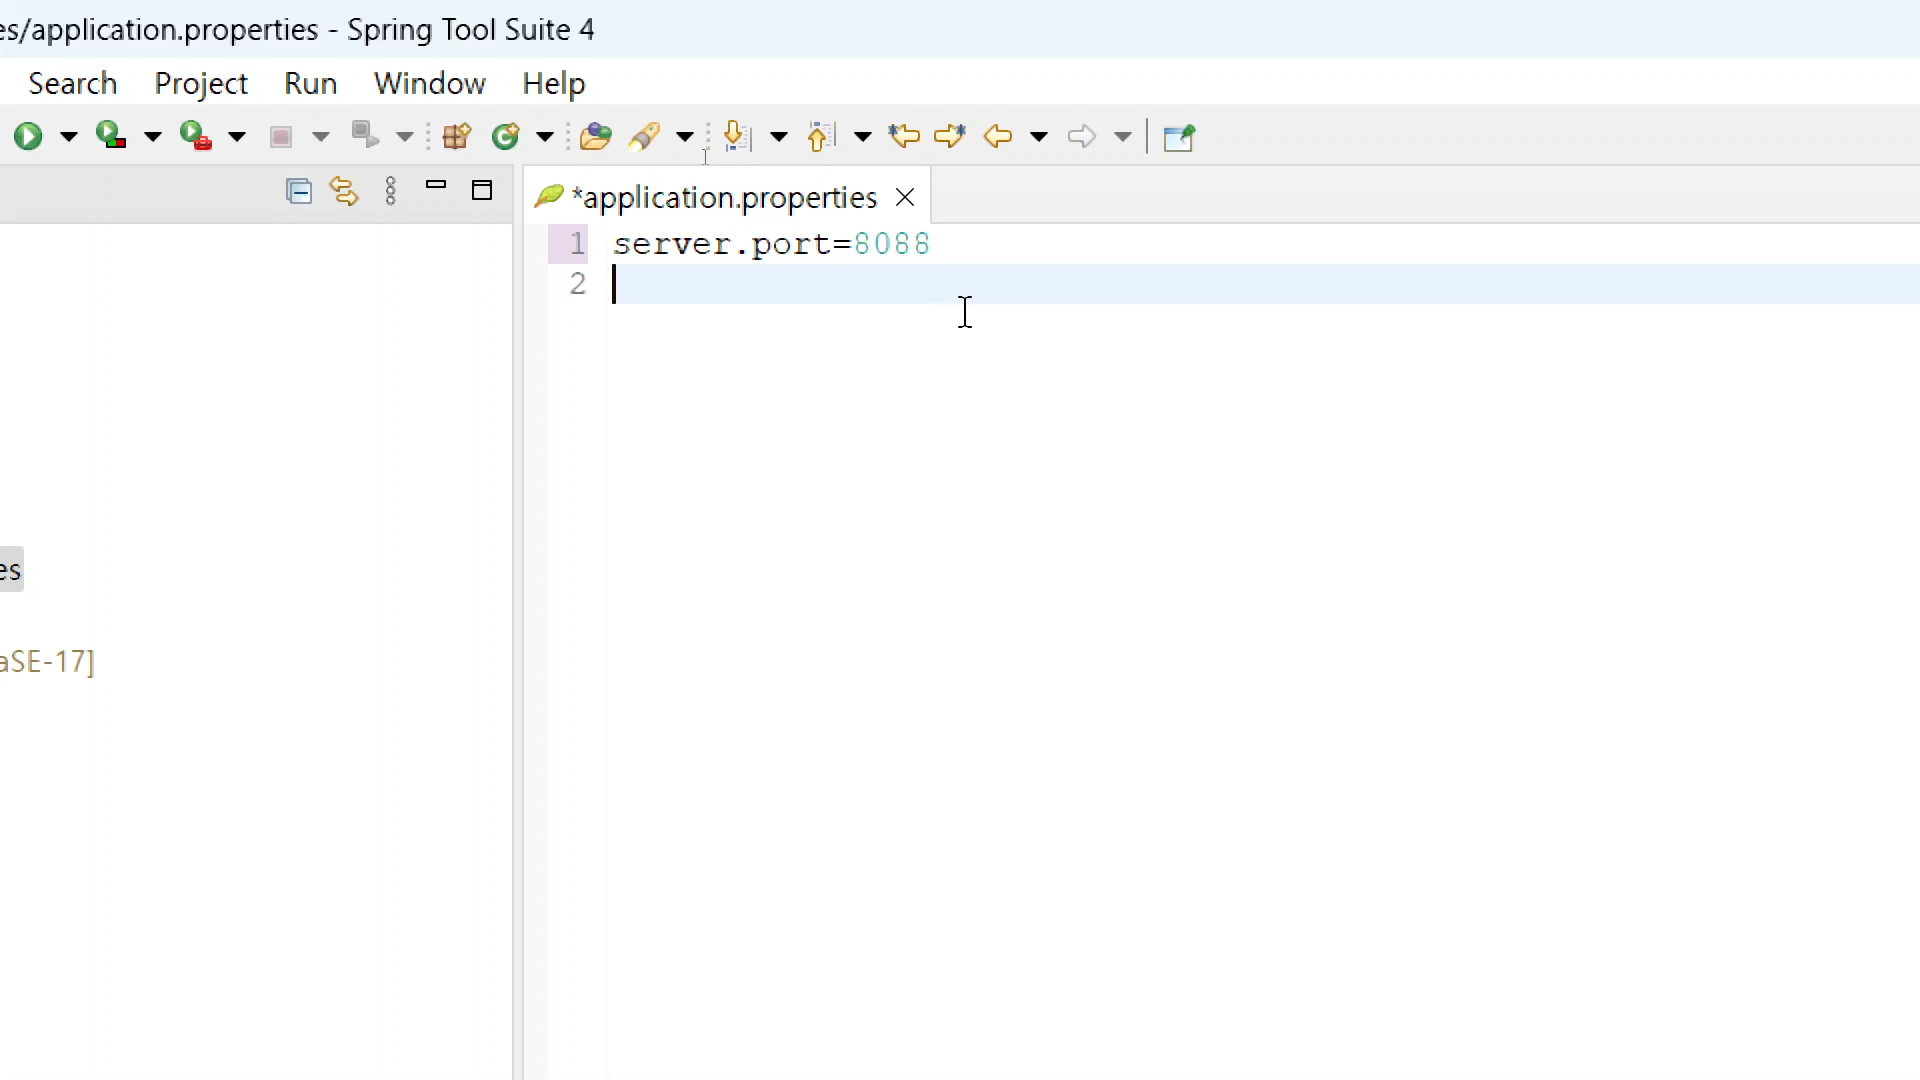 es/application.properties - Spring Tool Suite 4
Search Project Run Window Help
*application.properties
1 server.port=8088
2
es
aSE-17]